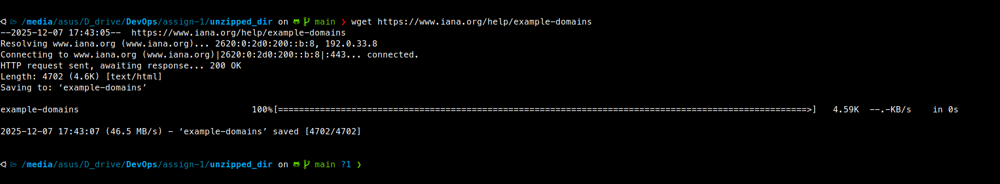 /media/asus/D_drive/DevOps/assign-1/unzipped_dir on main ❯ wget https://www.iana.org/help/example-domains
--2025-12-07 17:43:05--  https://www.iana.org/help/example-domains
Resolving www.iana.org (www.iana.org)... 2620:0:2d0:200::b:8, 192.0.33.8
Connecting to www.iana.org (www.iana.org)|2620:0:2d0:200::b:8|:443... connected.
HTTP request sent, awaiting response... 200 OK
Length: 4702 (4.6K) [text/html]
Saving to: ‘example-domains’
example-domains 100%[=====================================================================================================>] 4.59K --.-KB/s in 0s
2025-12-07 17:43:07 (46.5 MB/s) - ‘example-domains’ saved [4702/4702]
/media/asus/D_drive/DevOps/assign-1/unzipped_dir on main ?1 ❯